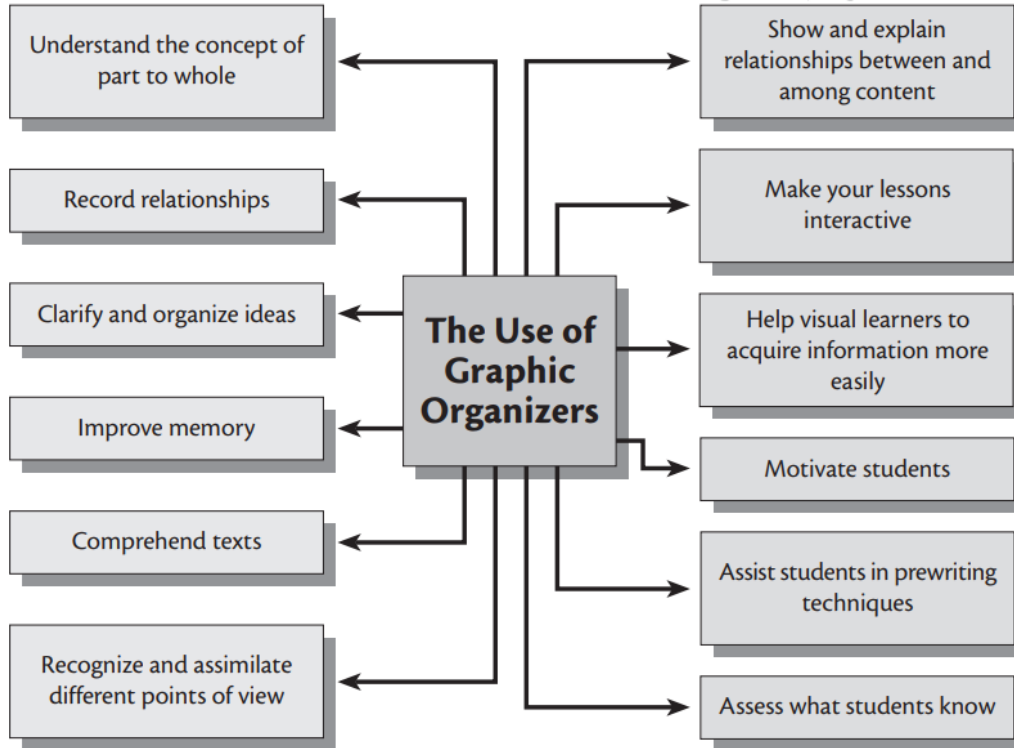 Understand the concept of
part to whole
Record relationships
Clarify and organize ideas
Improve memory
Comprehend texts
Recognize and assimilate
different points of view
The Use of
Graphic
Organizers
Show and explain
relationships between and
among content
Make your lessons
interactive
Help visual learners to
acquire information more
easily
Motivate students
Assist students in prewriting
techniques
Assess what students know